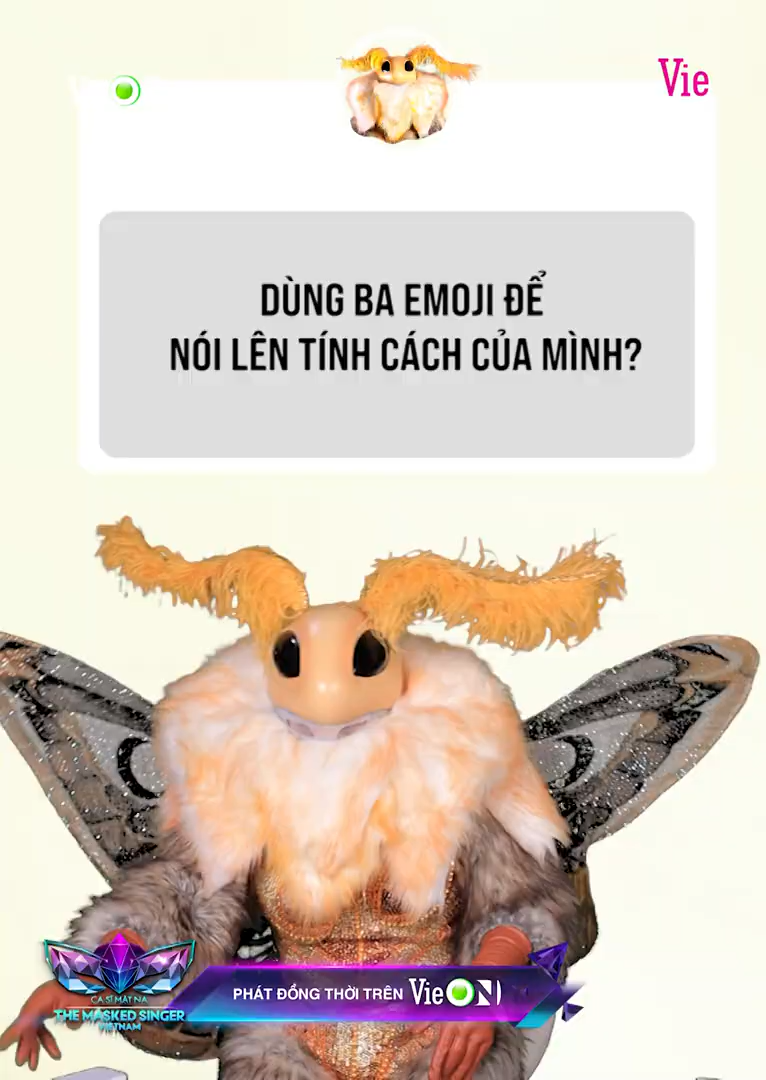 Vie
DÙNG BA EMOJI ĐỂ
NÓI LÊN TÍNH CÁCH CỦA MÌNH?
CA SĨ MẶT NẠ
THE MASKED SINGER
VIETNAM
PHÁT ĐỒNG THỜI TRÊN VieON